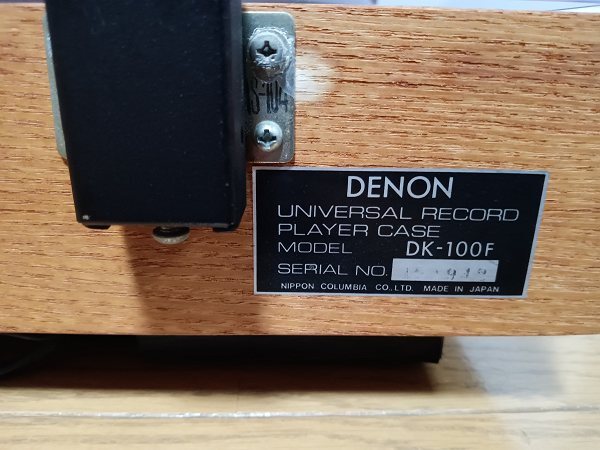 DENON
UNIVERSAL RECORD
PLAYER CASE
MODEL DK-100F
SERIAL NO.
NIPPON COLUMBIA CO., LTD. MADE IN JAPAN